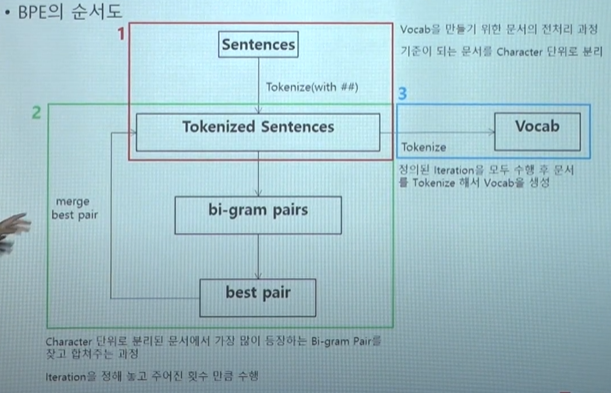 • BPE의 순서도
1
Sentences
Vocab을 만들기 위한 문서의 전처리 과정
기준이 되는 문서를 Character 단위로 분리
Tokenize(with ##)
2
3
Tokenized Sentences
Vocab
Tokenize
정의된 Iteration을 모두 수행 후 문서
를 Tokenize 해서 Vocab을 생성
merge
best pair
bi-gram pairs
best pair
Character 단위로 분리된 문서에서 가장 많이 등장하는 Bi-gram Pair를
찾고 합쳐주는 과정
Iteration을 정해 놓고 주어진 횟수 만큼 수행